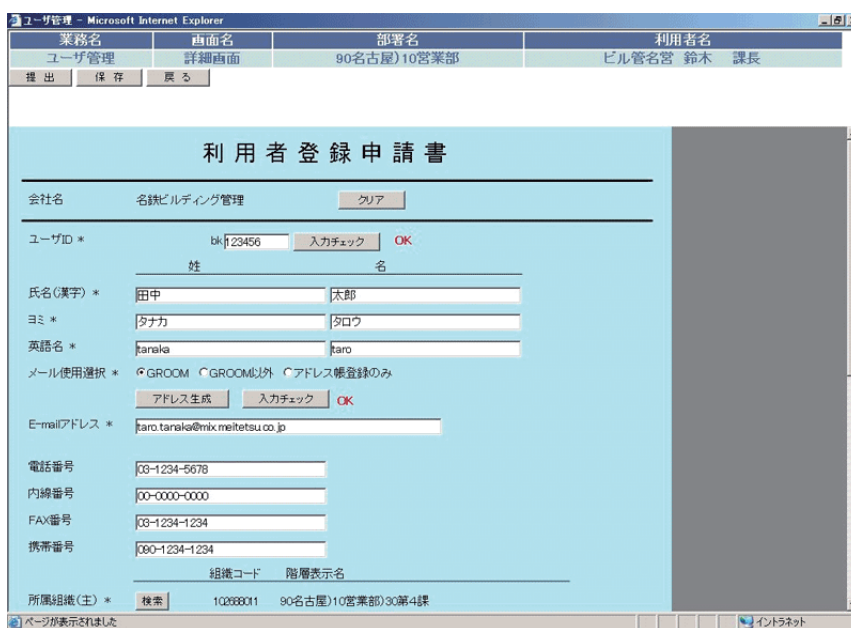 ユーザ管理 - Microsoft Internet Explorer
業務名 画面名 部署名 利用者名
ユーザ管理 詳細画面 90名古屋)10営業部 ビル管名営 鈴木 課長
提 出 保 存 戻 る
利用者登録申請書
会社名 名鉄ビルディング管理 クリア
ユーザID * bk 123456 入力チェック OK
姓 名
氏名(漢字) * 田中 太郎
ヨミ * タナカ タロウ
英語名 * tanaka taro
メール使用選択 * GROOM GROOM以外 アドレス帳登録のみ
アドレス生成 入力チェック OK
E-mailアドレス * taro.tanaka@mix.meitetsu.co.jp
電話番号 03-1234-5678
内線番号 00-0000-0000
FAX番号 03-1234-1234
携帯番号 090-1234-1234
組織コード 階層表示名
所属組織(主) * 検索 102688011 90名古屋)10営業部)30第4課
ページが表示されました イントラネット